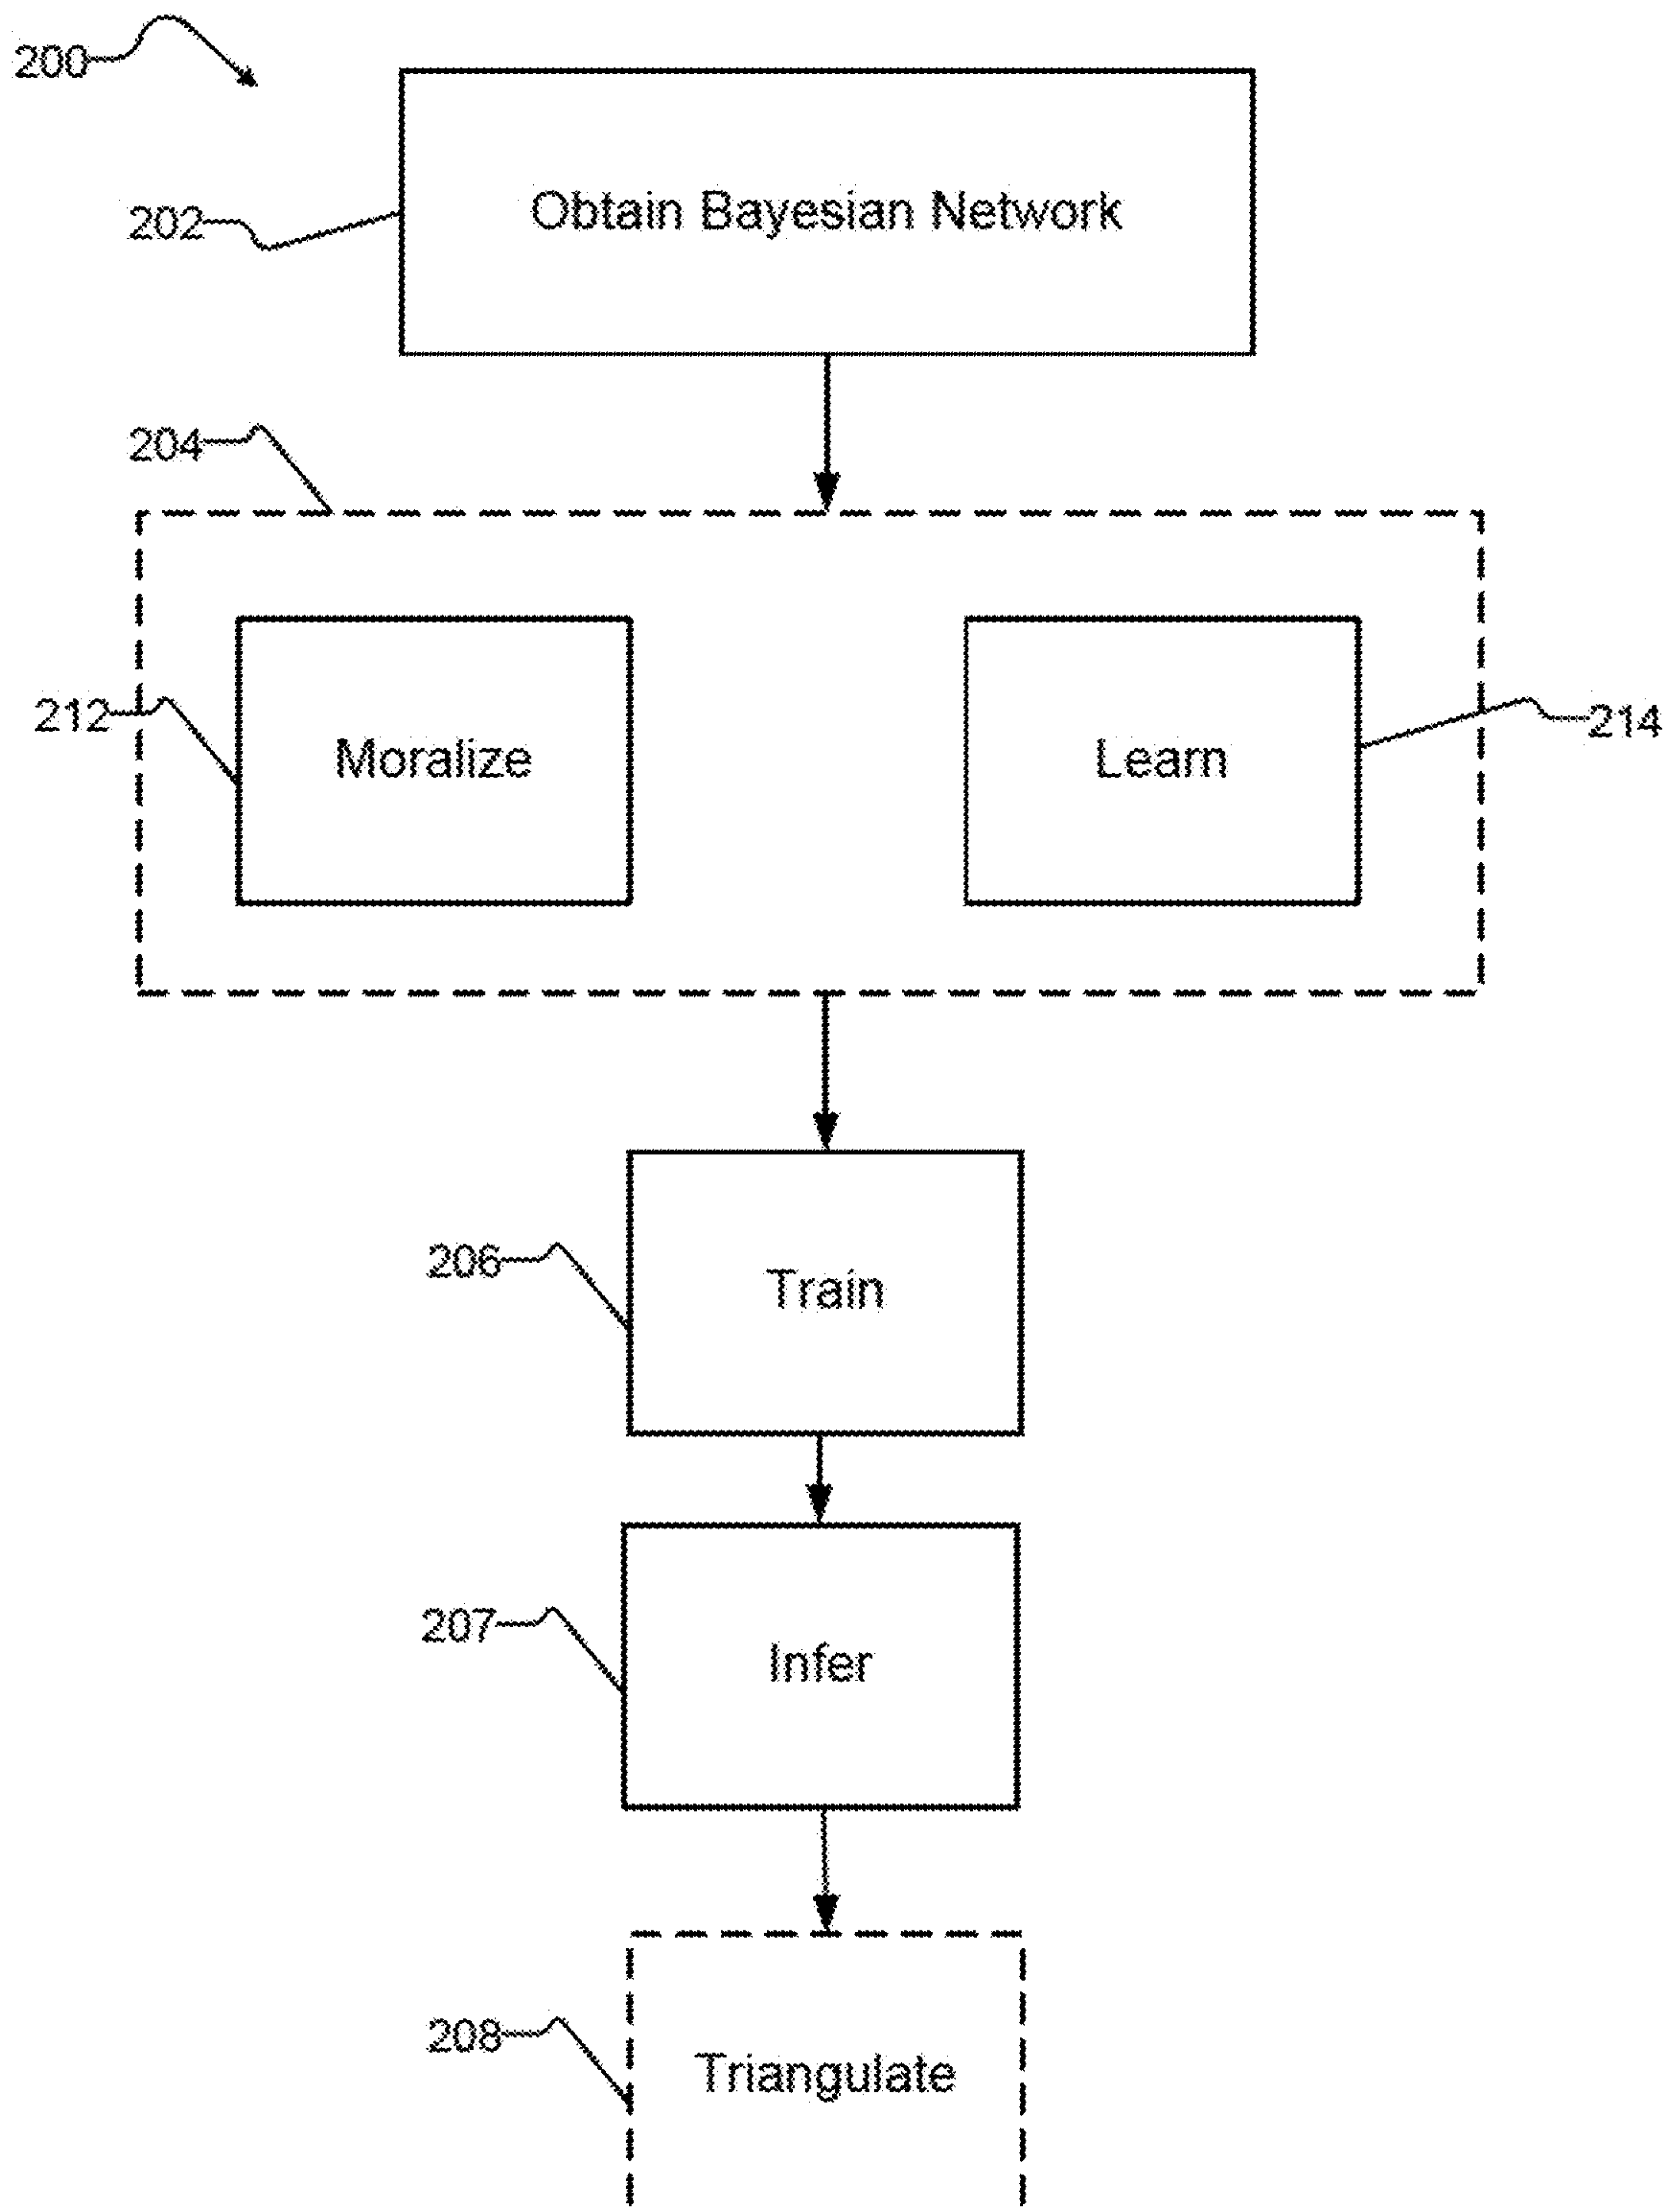 200
Obtain Bayesian Network
202
204
212
Moralize
Learn
214
206
Train
207
Infer
208
Triangulate